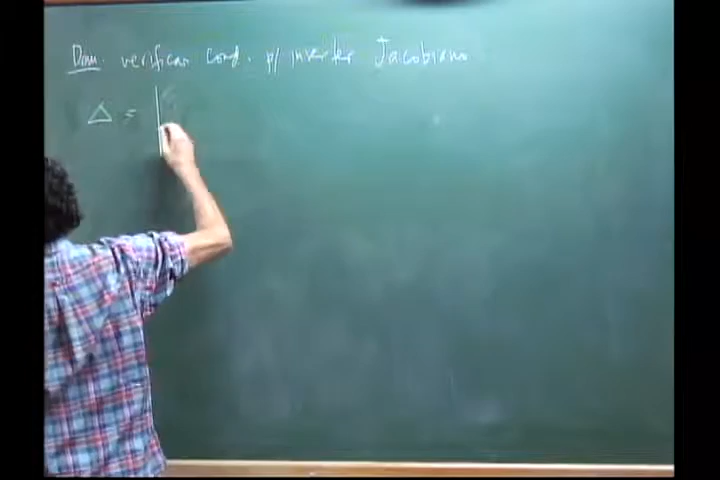 Dem. verificar cond. p/ inverter Jacobiano
Δ = |